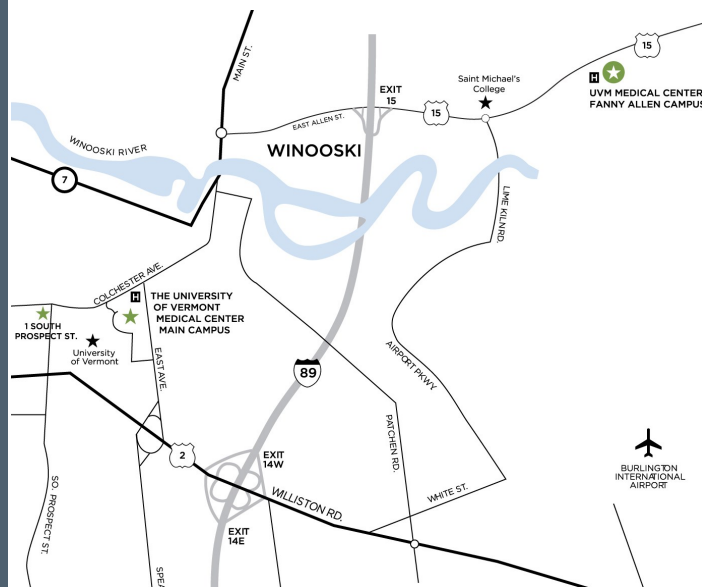 MAIN ST.
15
EXIT
15
Saint Michael's
College
H
UVM MEDICAL CENTER
FANNY ALLEN CAMPUS
15
EAST ALLEN ST.
WINOOSKI RIVER
WINOOSKI
7
LIME KILN RD.
COLCHESTER AVE.
H
THE UNIVERSITY
OF VERMONT
MEDICAL CENTER
MAIN CAMPUS
1 SOUTH
PROSPECT ST.
University
of Vermont
EAST AVE.
89
AIRPORT PKWY
PATCHEN RD.
2
EXIT
14W
WILLISTON RD.
WHITE ST.
BURLINGTON
INTERNATIONAL
AIRPORT
SO. PROSPECT ST.
EXIT
14E
SPEA